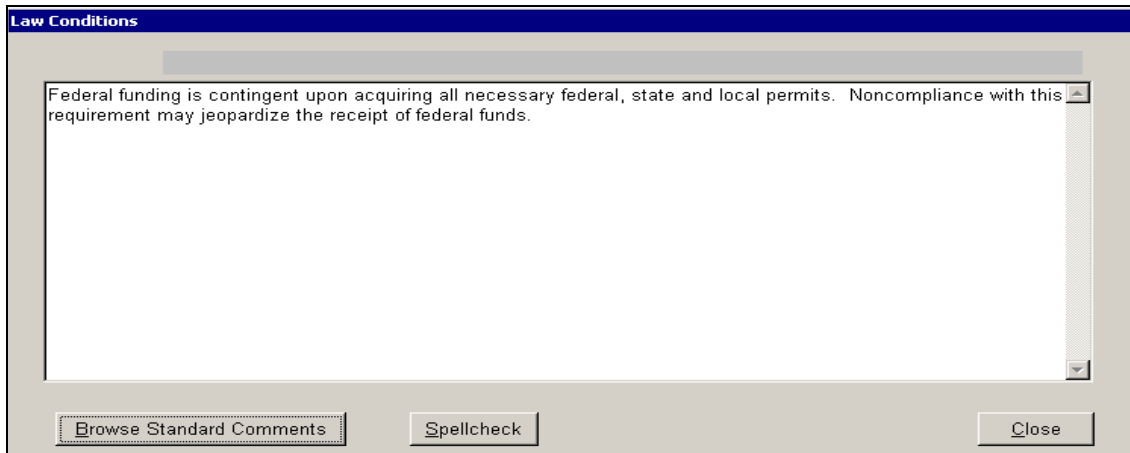 Law Conditions
Federal funding is contingent upon acquiring all necessary federal, state and local permits.  Noncompliance with this
requirement may jeopardize the receipt of federal funds.
Browse Standard Comments Spellcheck Close